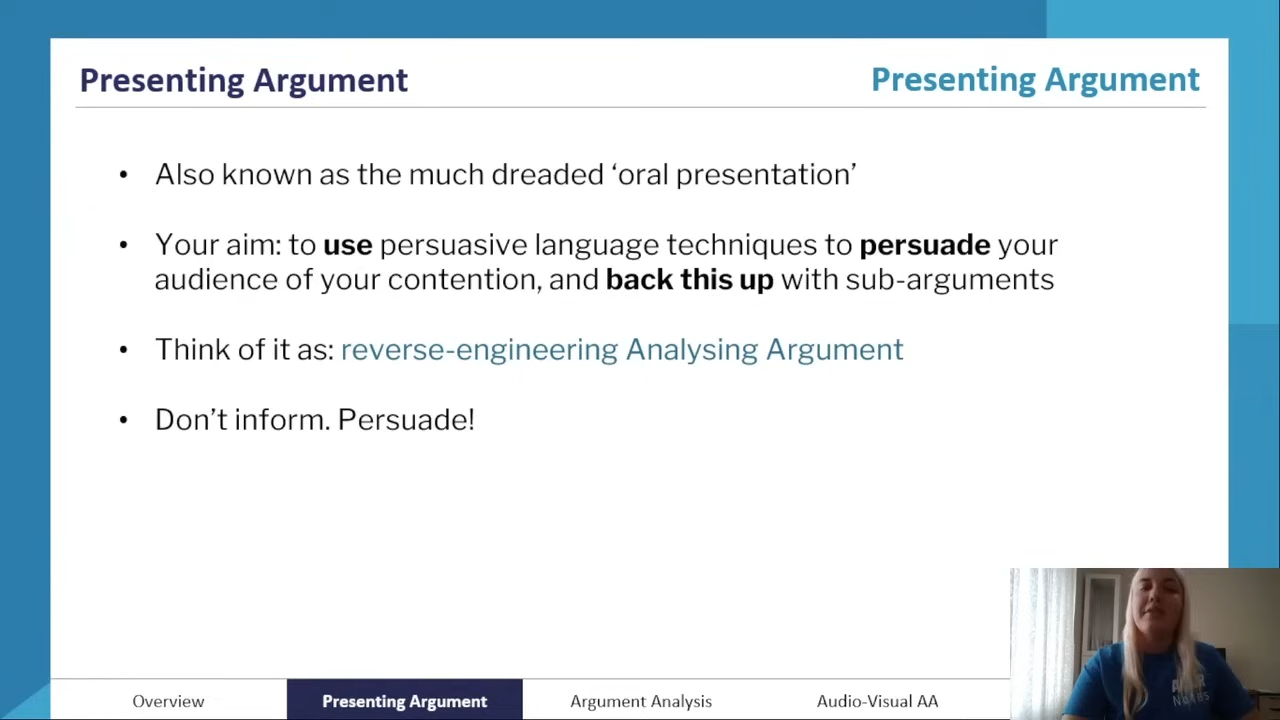 Presenting Argument
Presenting Argument
• Also known as the much dreaded ‘oral presentation’
• Your aim: to use persuasive language techniques to persuade your
audience of your contention, and back this up with sub-arguments
• Think of it as: reverse-engineering Analysing Argument
• Don’t inform. Persuade!
Overview
Presenting Argument
Argument Analysis
Audio-Visual AA